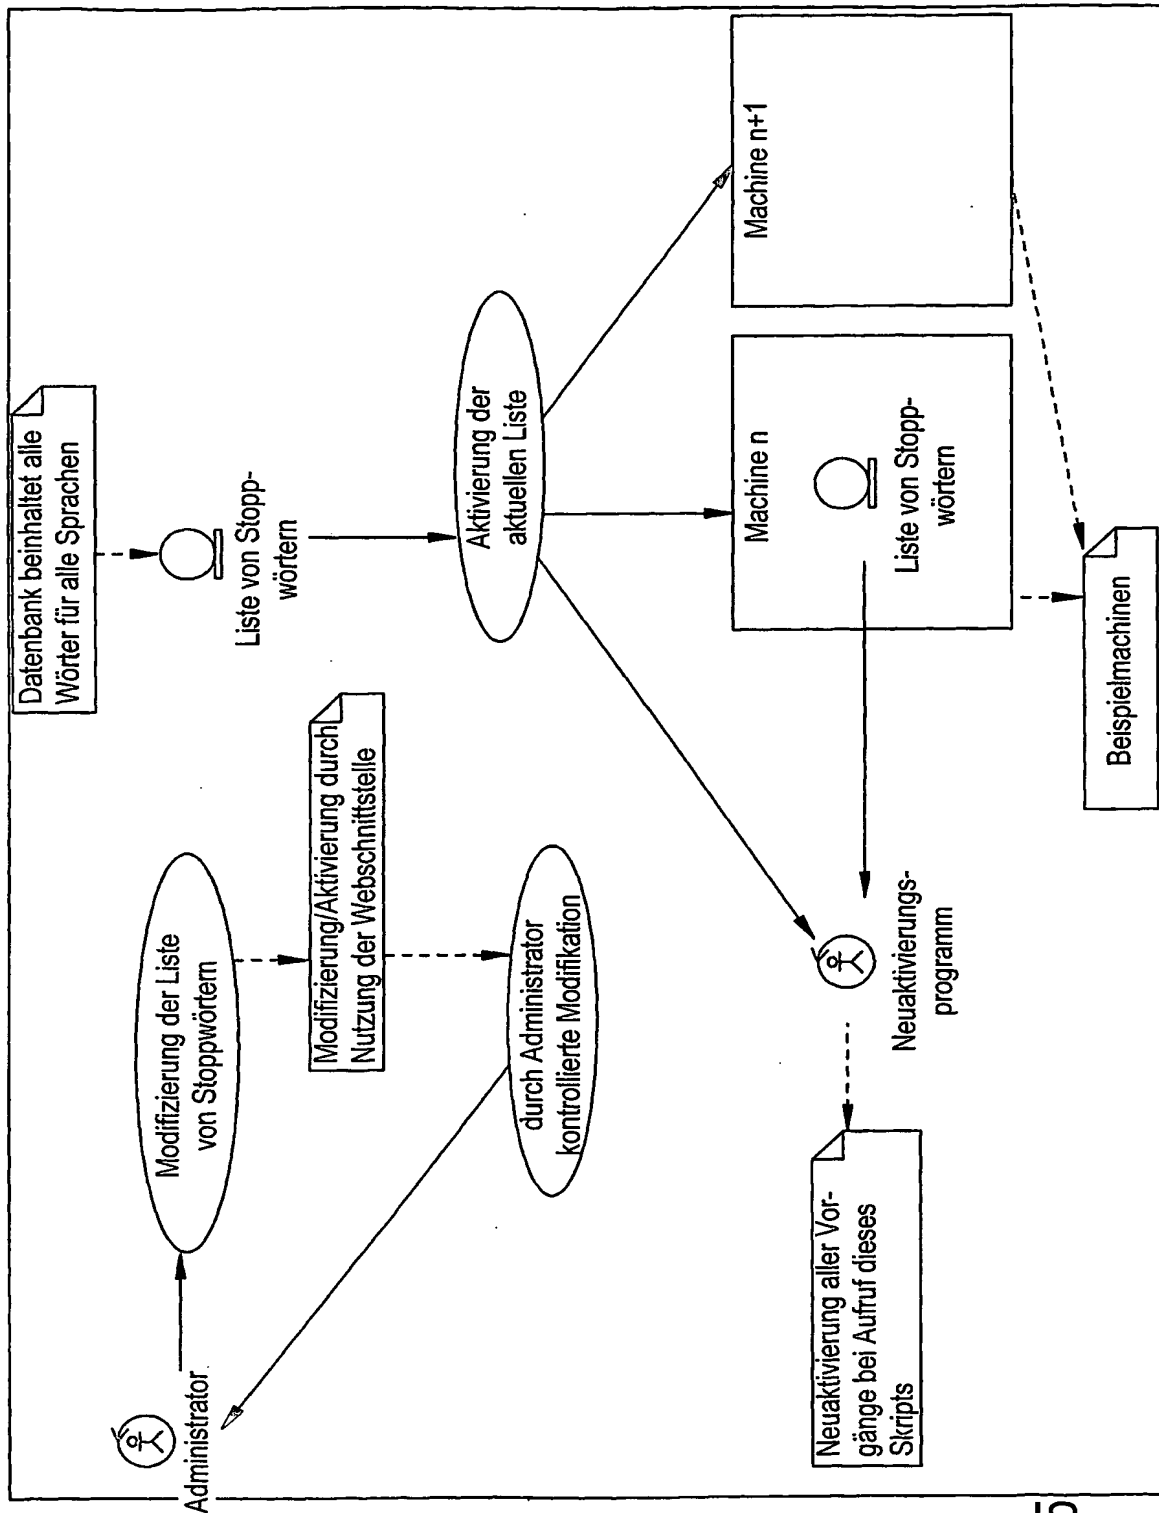 Administrator
Modifizierung der Liste
von Stoppwörtern
Modifizierung/Aktivierung durch
Nutzung der Webschnittstelle
durch Administrator
kontrollierte Modifikation
Datenbank beinhaltet alle
Wörter für alle Sprachen
Liste von Stopp-
wörtern
Aktivierung der
aktuellen Liste
Neuaktivierung aller Vor-
gänge bei Aufruf dieses
Skripts
Neuaktivierungs-
programm
Machine n
Liste von Stopp-
wörtern
Machine n+1
Beispielmachinen